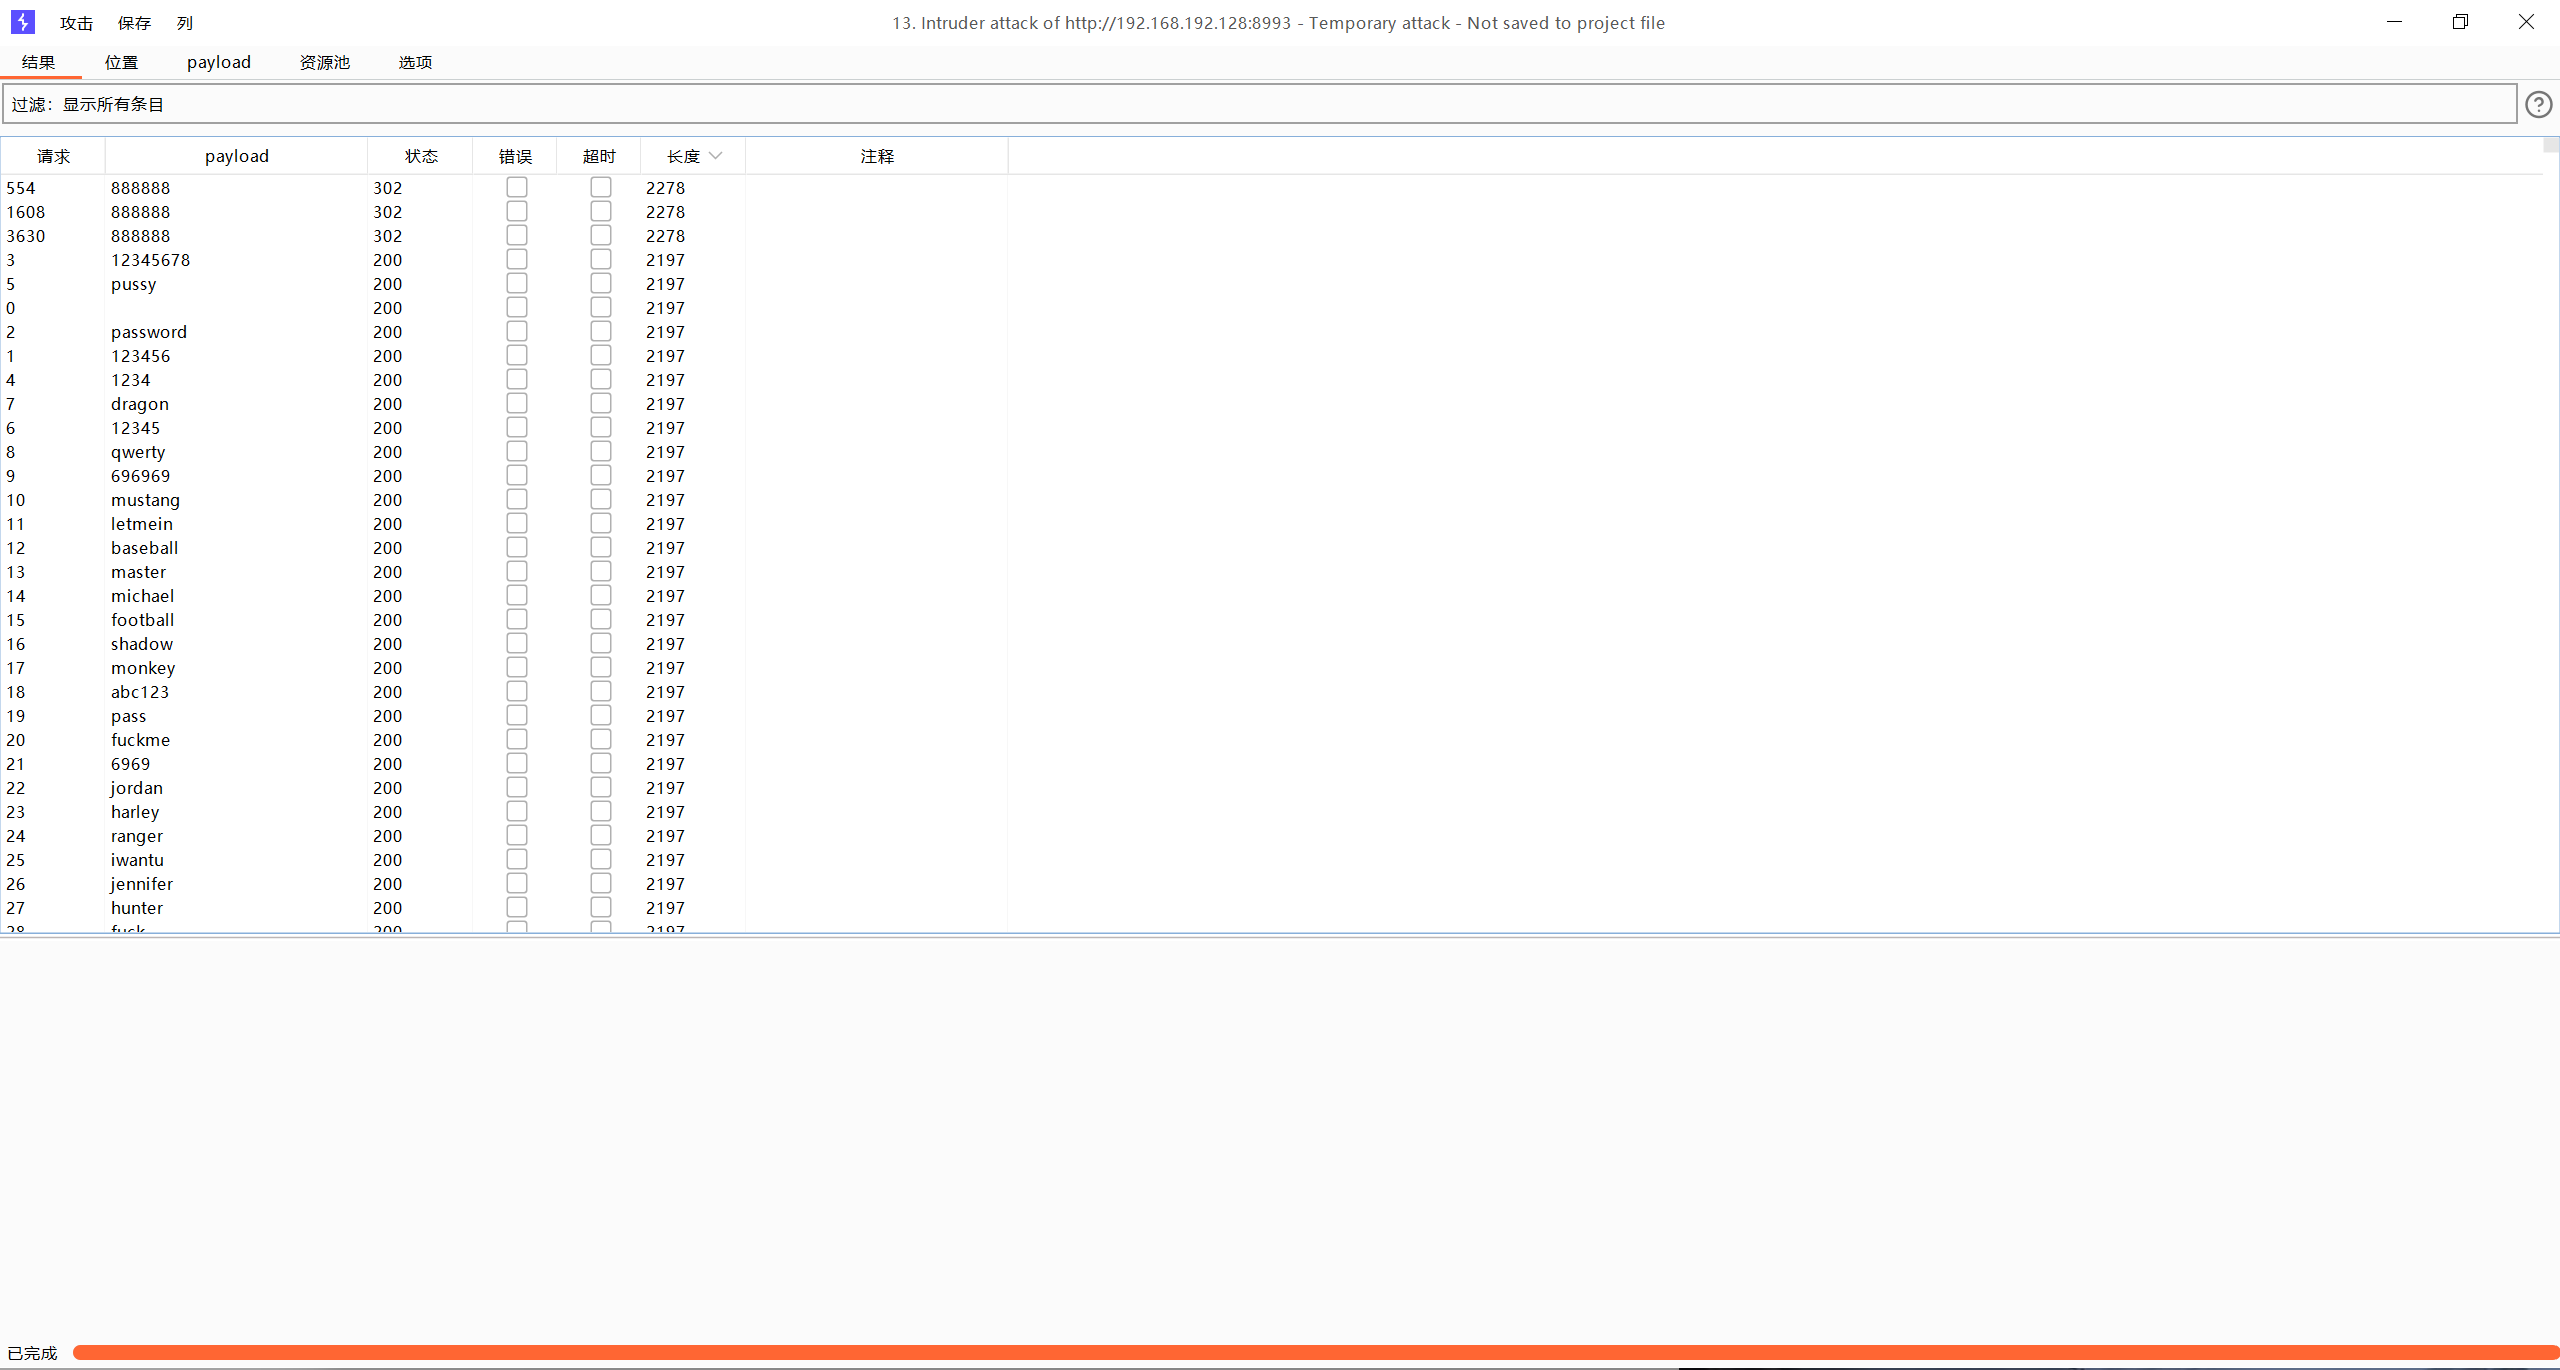 攻击 保存 列 13. Intruder attack of http://192.168.192.128:8993 - Temporary attack - Not saved to project file
结果 位置 payload 资源池 选项
过滤：显示所有条目
请求 payload 状态 错误 超时 长度 注释
554 888888 302 2278
1608 888888 302 2278
3630 888888 302 2278
3 12345678 200 2197
5 pussy 200 2197
0 200 2197
2 password 200 2197
1 123456 200 2197
4 1234 200 2197
7 dragon 200 2197
6 12345 200 2197
8 qwerty 200 2197
9 696969 200 2197
10 mustang 200 2197
11 letmein 200 2197
12 baseball 200 2197
13 master 200 2197
14 michael 200 2197
15 football 200 2197
16 shadow 200 2197
17 monkey 200 2197
18 abc123 200 2197
19 pass 200 2197
20 fuckme 200 2197
21 6969 200 2197
22 jordan 200 2197
23 harley 200 2197
24 ranger 200 2197
25 iwantu 200 2197
26 jennifer 200 2197
27 hunter 200 2197
28 fuck 200 2197
已完成